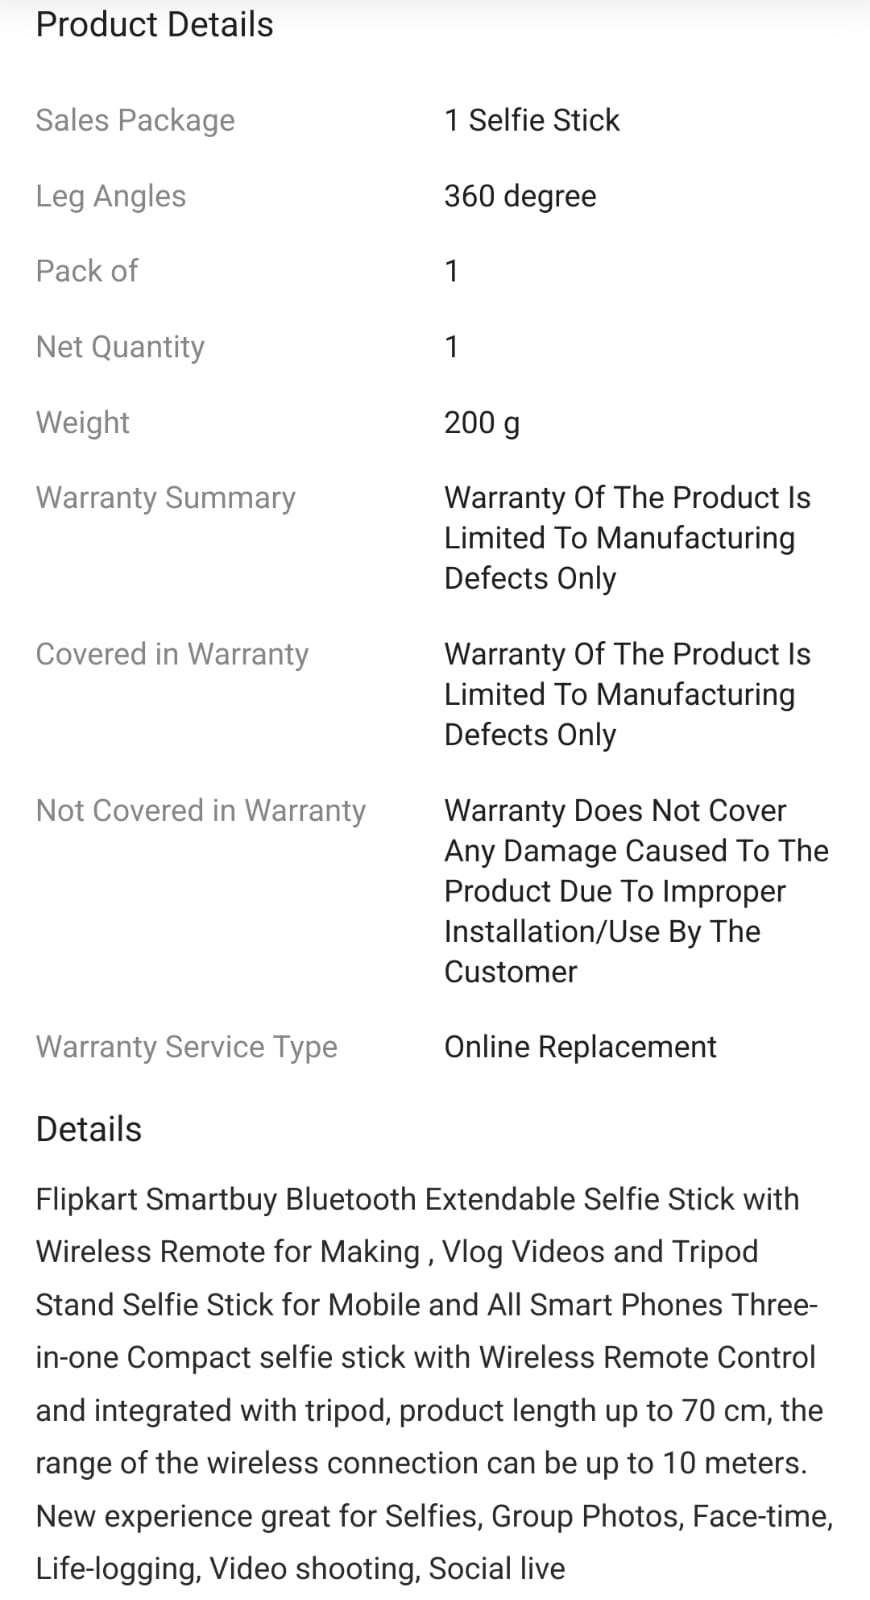 Product Details
Sales Package 1 Selfie Stick
Leg Angles 360 degree
Pack of 1
Net Quantity 1
Weight 200 g
Warranty Summary Warranty Of The Product Is
Limited To Manufacturing
Defects Only
Covered in Warranty Warranty Of The Product Is
Limited To Manufacturing
Defects Only
Not Covered in Warranty Warranty Does Not Cover
Any Damage Caused To The
Product Due To Improper
Installation/Use By The
Customer
Warranty Service Type Online Replacement
Details
Flipkart Smartbuy Bluetooth Extendable Selfie Stick with
Wireless Remote for Making , Vlog Videos and Tripod
Stand Selfie Stick for Mobile and All Smart Phones Three-
in-one Compact selfie stick with Wireless Remote Control
and integrated with tripod, product length up to 70 cm, the
range of the wireless connection can be up to 10 meters.
New experience great for Selfies, Group Photos, Face-time,
Life-logging, Video shooting, Social live